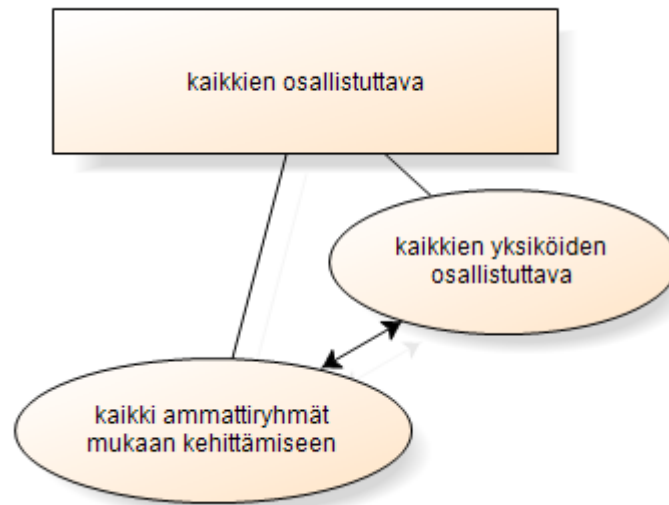 kaikkien osallistuttava
kaikkien yksiköiden
osallistuttava
kaikki ammattiryhmät
mukaan kehittämiseen